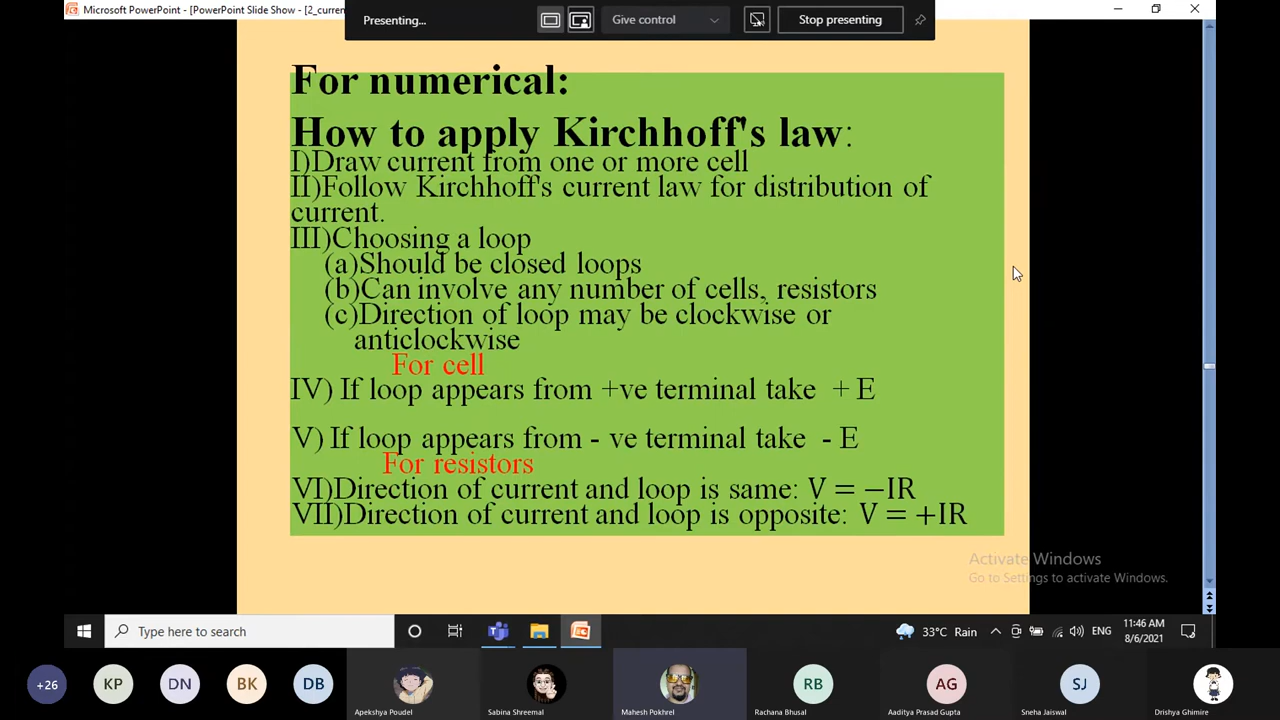 Microsoft PowerPoint - [PowerPoint Slide Show - [2_curren
Presenting...
Give control
Stop presenting
For numerical:
How to apply Kirchhoff's law:
I)Draw current from one or more cell
II)Follow Kirchhoff's current law for distribution of
current.
III)Choosing a loop
(a)Should be closed loops
(b)Can involve any number of cells, resistors
(c)Direction of loop may be clockwise or
anticlockwise
For cell
IV) If loop appears from +ve terminal take + E
V) If loop appears from - ve terminal take - E
For resistors
VI)Direction of current and loop is same: V = −IR
VII)Direction of current and loop is opposite: V = +IR
Activate Windows
Go to Settings to activate Windows.
Type here to search
33°C Rain
ENG
11:46 AM
8/6/2021
+26
KP
DN
BK
DB
RB
AG
SJ
Apekshya Poudel
Sabina Shreemal
Mahesh Pokhrel
Rachana Bhusal
Aaditya Prasad Gupta
Sneha Jaiswal
Drishya Ghimire